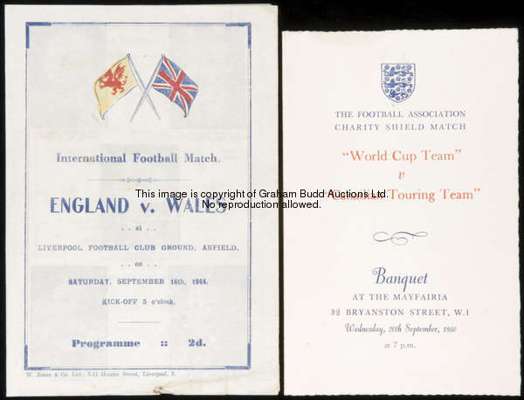 International Football Match.
ENGLAND v. WALES
.. at ..
LIVERPOOL FOOTBALL CLUB GROUND, ANFIELD,
.. on ..
SATURDAY, SEPTEMBER 16th, 1944.
KICK-OFF 3 o'clock.
Programme :: 2d.
Liverpool, 3.
THE FOOTBALL ASSOCIATION
CHARITY SHIELD MATCH
"World Cup Team"
v
Touring Team"
Banquet
AT THE MAYFAIRIA
BRYANSTON STREET, W.1
Wednesday, 20th September, 1950
at 7 p.m.
This image is copyright of Graham Budd Auctions Ltd.
No reproduction allowed.